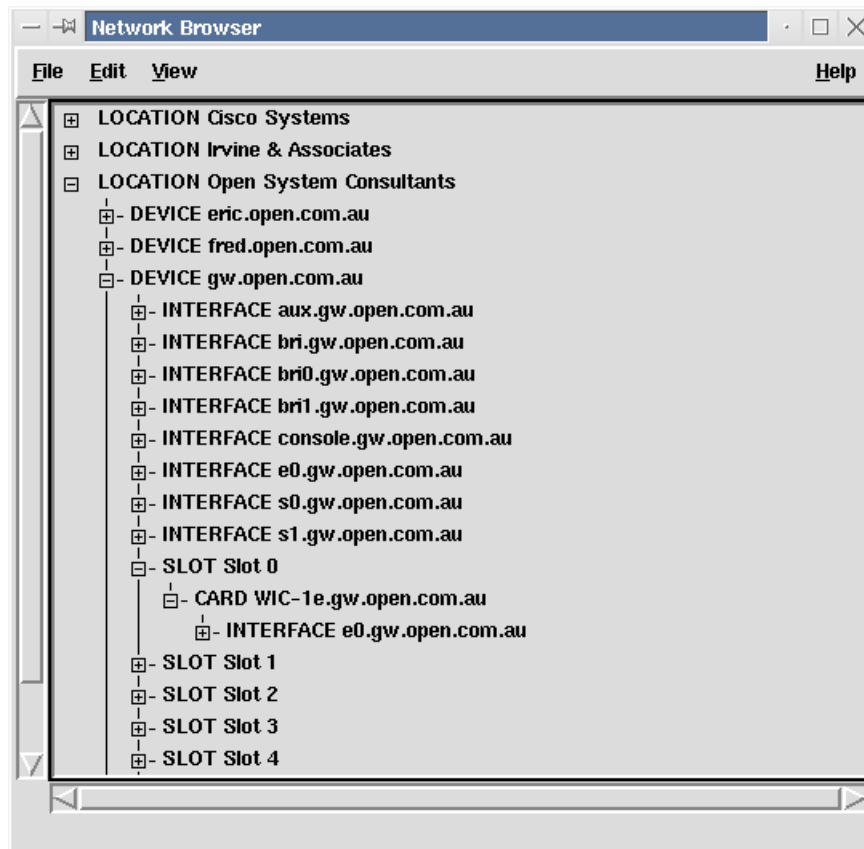 Network Browser
File Edit View Help
LOCATION Cisco Systems
LOCATION Irvine & Associates
LOCATION Open System Consultants
DEVICE eric.open.com.au
DEVICE fred.open.com.au
DEVICE gw.open.com.au
INTERFACE aux.gw.open.com.au
INTERFACE bri.gw.open.com.au
INTERFACE bri0.gw.open.com.au
INTERFACE bri1.gw.open.com.au
INTERFACE console.gw.open.com.au
INTERFACE e0.gw.open.com.au
INTERFACE s0.gw.open.com.au
INTERFACE s1.gw.open.com.au
SLOT Slot 0
CARD WIC-1e.gw.open.com.au
INTERFACE e0.gw.open.com.au
SLOT Slot 1
SLOT Slot 2
SLOT Slot 3
SLOT Slot 4